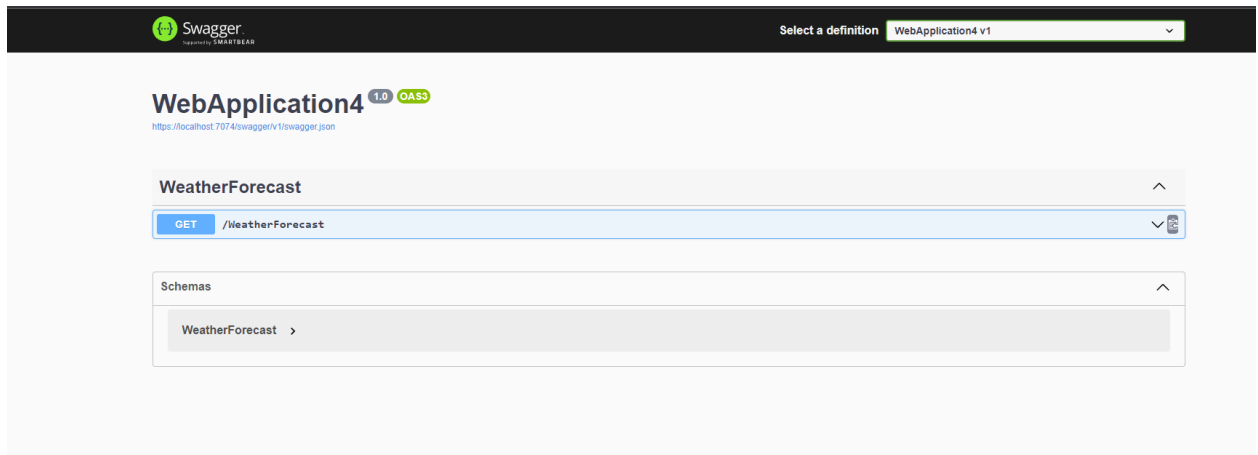 Swagger.
Supported by SMARTBEAR
Select a definition
WebApplication4 v1
WebApplication4 1.0 OAS3
https://localhost:7074/swagger/v1/swagger.json
WeatherForecast
GET /WeatherForecast
Schemas
WeatherForecast